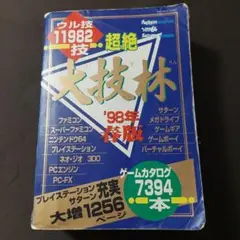 ウル技
11982
技
超絶
大技林
'98年
春版
ファミコン
スーパーファミコン
ニンテンドウ64
プレイステーション
ネオ・ジオ 3DO
PCエンジン
PC-FX
サターン
メガドライブ
ゲームギア
ゲームボーイ
バーチャルボーイ
ゲームカタログ
7394
本
プレイステーション
サターン
充実
大増1256
ページ